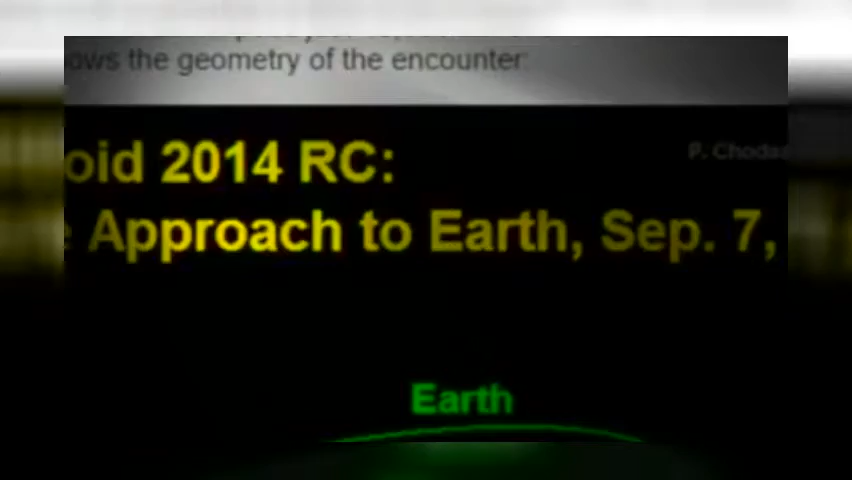 ows the geometry of the encounter:
oid 2014 RC:
P. Chodas
Approach to Earth, Sep. 7,
Earth